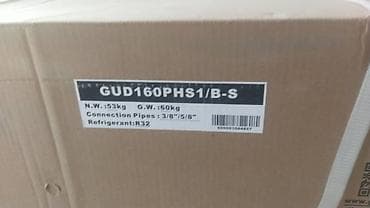 GUD160PHS1/B-S
N.W.:53kg G.W.:60kg
Connection Pipes : 3/8"/5/8"
Refrigerant:R32